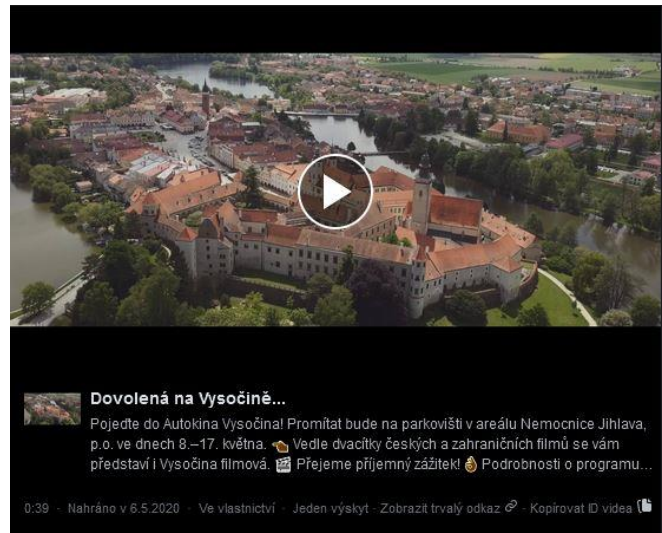 Dovolená na Vysočině...
Pojeďte do Autokina Vysočina! Promítat bude na parkovišti v areálu Nemocnice Jihlava,
p.o. ve dnech 8.–17. května. 👈 Vedle dvacítky českých a zahraničních filmů se vám
představí i Vysočina filmová. 🎬 Přejeme příjemný zážitek! 👌 Podrobnosti o programu...
0:39 · Nahráno v 6.5.2020 · Ve vlastnictví · Jeden výskyt · Zobrazit trvalý odkaz · Kopírovat ID videa